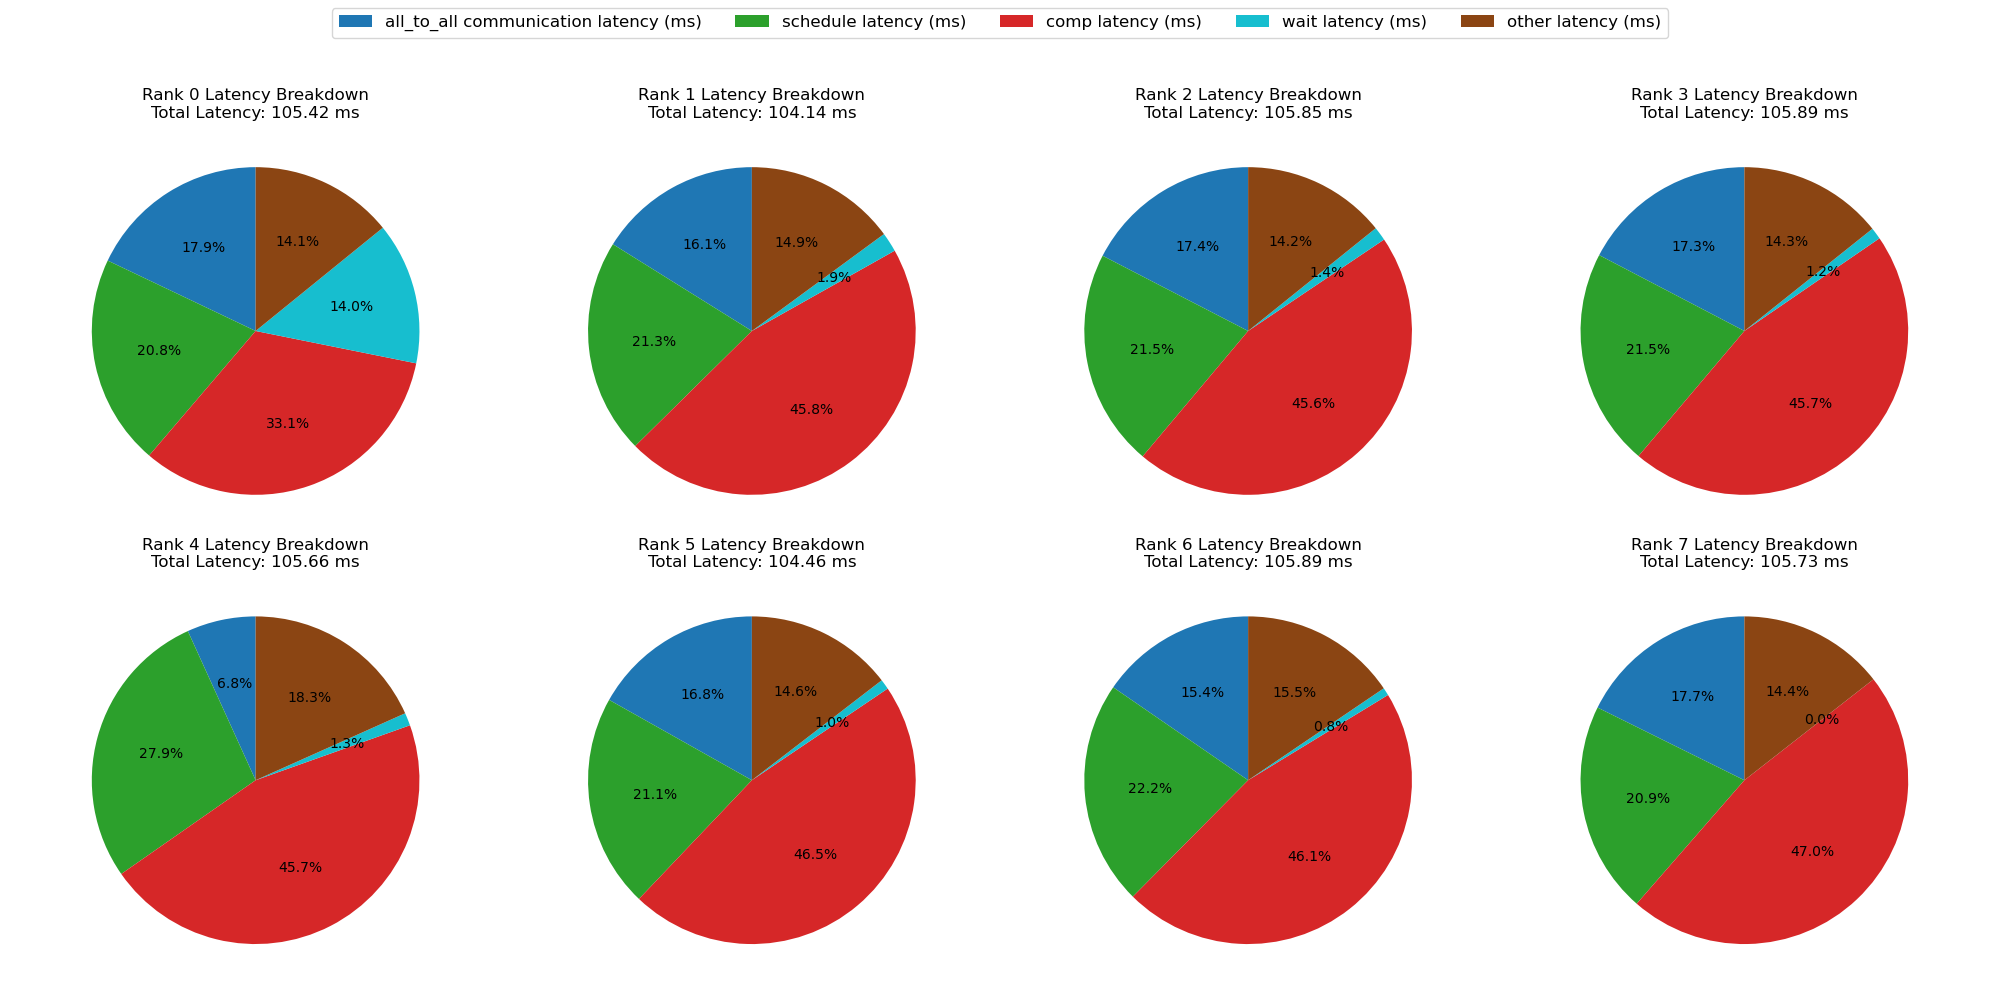 all_to_all communication latency (ms) schedule latency (ms) comp latency (ms) wait latency (ms) other latency (ms)
Rank 0 Latency Breakdown
Total Latency: 105.42 ms
17.9%
14.1%
14.0%
20.8%
33.1%
Rank 1 Latency Breakdown
Total Latency: 104.14 ms
16.1%
14.9%
1.9%
21.3%
45.8%
Rank 2 Latency Breakdown
Total Latency: 105.85 ms
17.4%
14.2%
1.4%
21.5%
45.6%
Rank 3 Latency Breakdown
Total Latency: 105.89 ms
17.3%
14.3%
1.2%
21.5%
45.7%
Rank 4 Latency Breakdown
Total Latency: 105.66 ms
6.8%
18.3%
1.3%
27.9%
45.7%
Rank 5 Latency Breakdown
Total Latency: 104.46 ms
16.8%
14.6%
1.0%
21.1%
46.5%
Rank 6 Latency Breakdown
Total Latency: 105.89 ms
15.4%
15.5%
0.8%
22.2%
46.1%
Rank 7 Latency Breakdown
Total Latency: 105.73 ms
17.7%
14.4%
0.0%
20.9%
47.0%